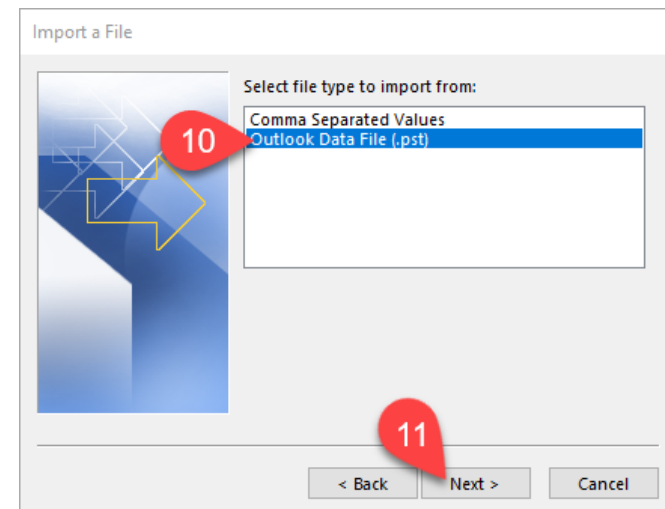 Import a File
Select file type to import from:
Comma Separated Values
10
Outlook Data File (.pst)
11
< Back
Next >
Cancel